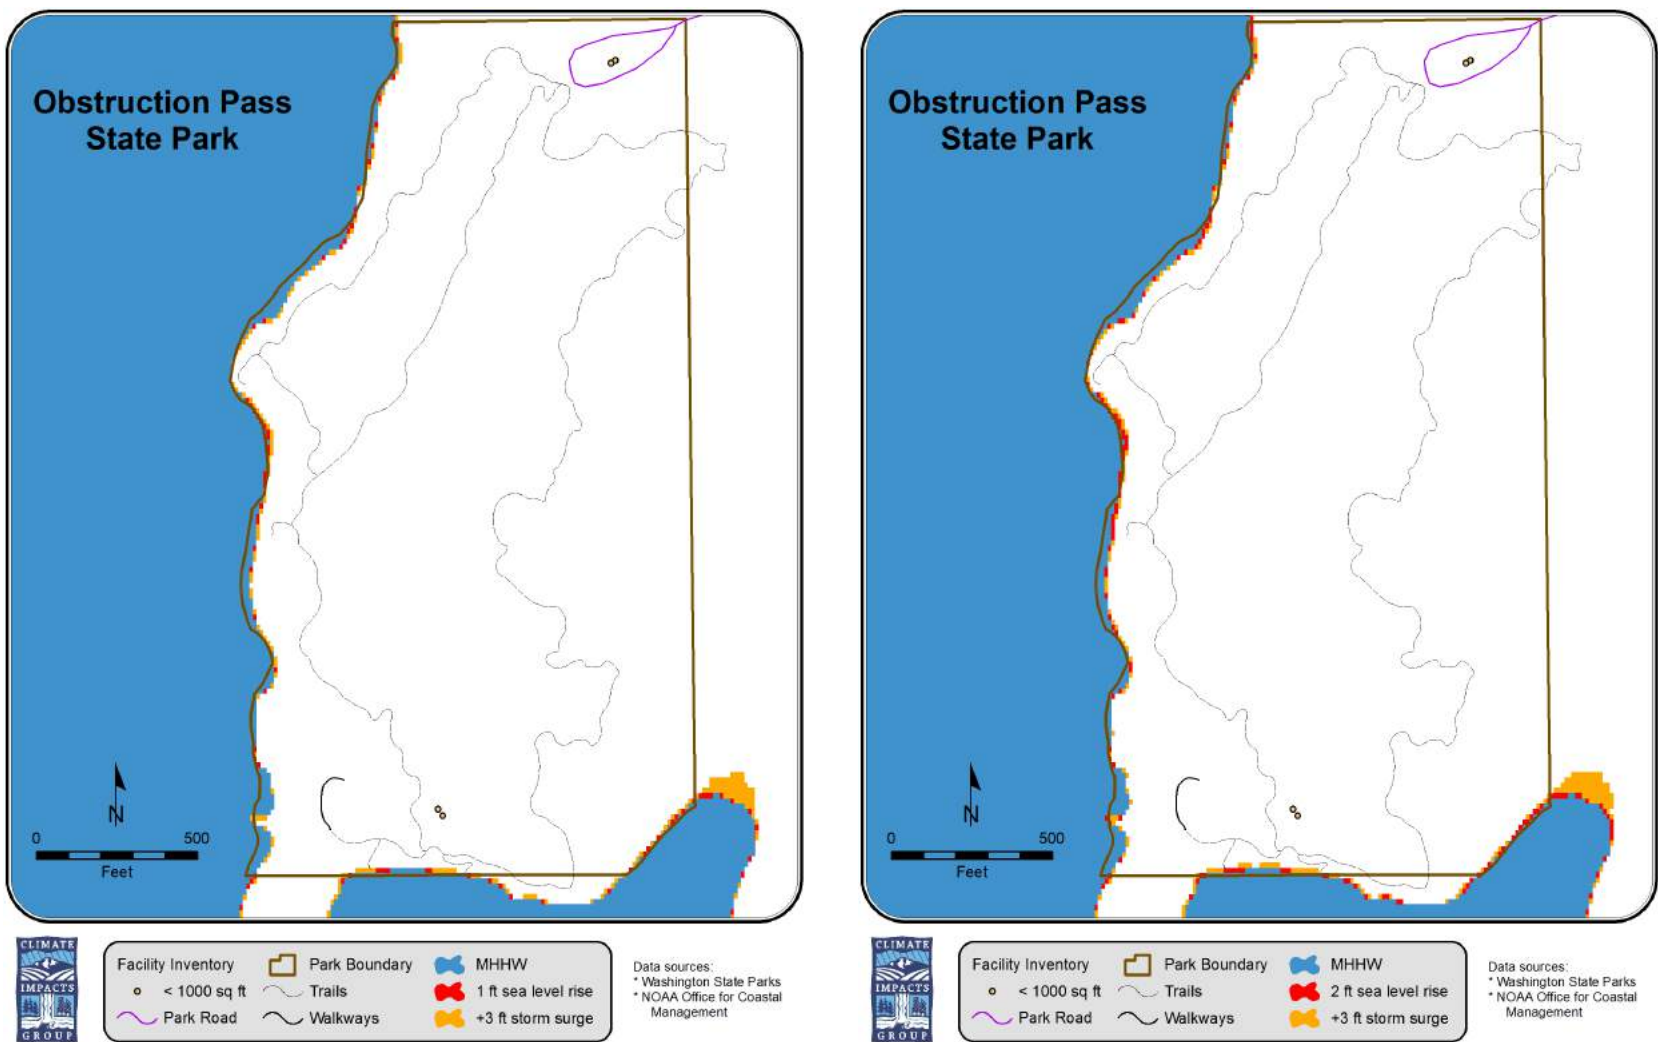 Obstruction Pass
State Park
N
0 500
Feet
CLIMATE
IMPACTS
GROUP
Facility Inventory
< 1000 sq ft
Park Road
Park Boundary
Trails
Walkways
MHHW
1 ft sea level rise
+3 ft storm surge
Data sources:
* Washington State Parks
* NOAA Office for Coastal
Management
Obstruction Pass
State Park
N
0 500
Feet
CLIMATE
IMPACTS
GROUP
Facility Inventory
< 1000 sq ft
Park Road
Park Boundary
Trails
Walkways
MHHW
2 ft sea level rise
+3 ft storm surge
Data sources:
* Washington State Parks
* NOAA Office for Coastal
Management